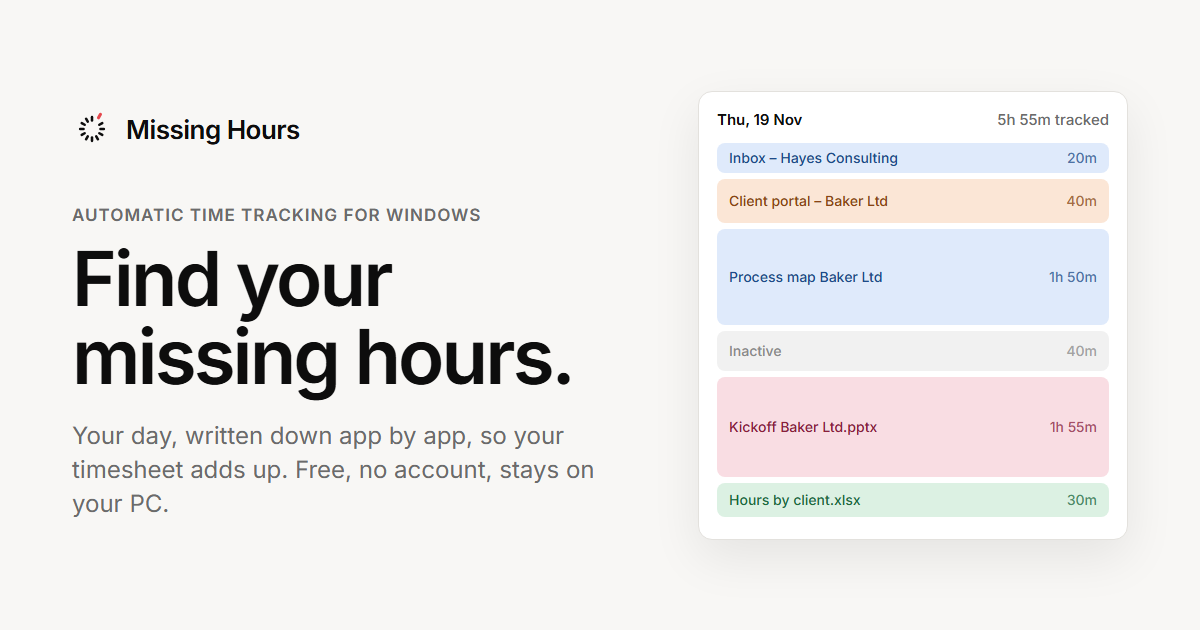 Missing Hours
AUTOMATIC TIME TRACKING FOR WINDOWS
Find your
missing hours.
Your day, written down app by app, so your
timesheet adds up. Free, no account, stays on
your PC.
Thu, 19 Nov 5h 55m tracked
Inbox – Hayes Consulting 20m
Client portal – Baker Ltd 40m
Process map Baker Ltd 1h 50m
Inactive 40m
Kickoff Baker Ltd.pptx 1h 55m
Hours by client.xlsx 30m